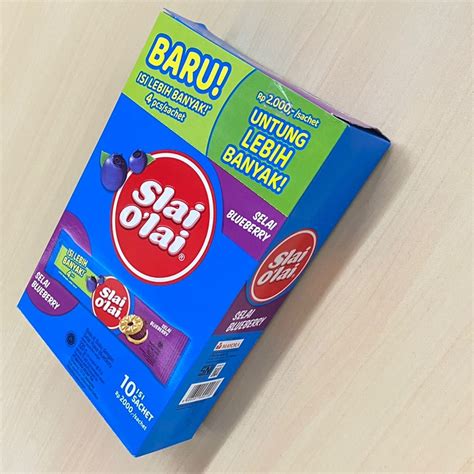 BARU!
ISI LEBIH BANYAK!
4 pcs/sachet
Slai
O'lai
®
SELAI
BLUEBERRY
SELAI
BLUEBERRY
ISI LEBIH
BANYAK!
Slai
O'lai
SELAI
BLUEBERRY
10 ISI
SACHET
Rp 2000,-/sachet
Rp 2.000,-/sachet
UNTUNG
LEBIH
BANYAK!
Slai
O'lai
SELAI
BLUEBERRY